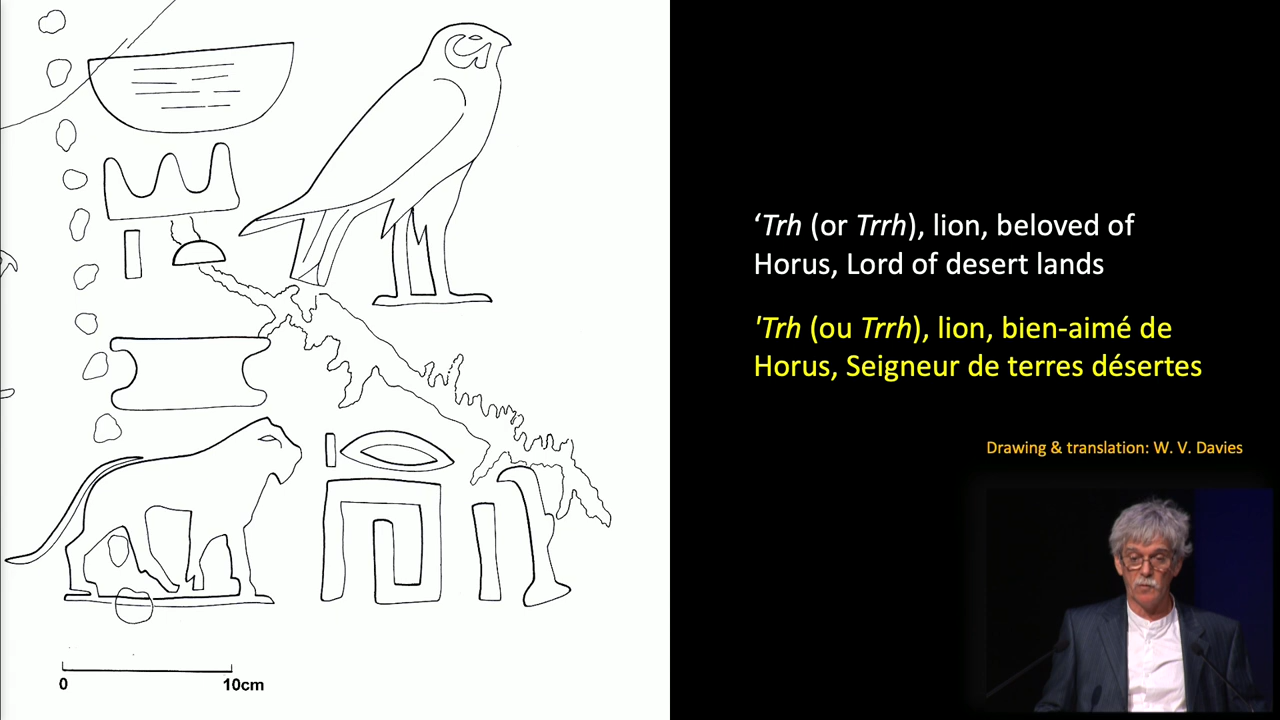 ‘Trh (or Trrh), lion, beloved of
Horus, Lord of desert lands
'Trh (ou Trrh), lion, bien-aimé de
Horus, Seigneur de terres désertes
Drawing & translation: W. V. Davies
0 10cm